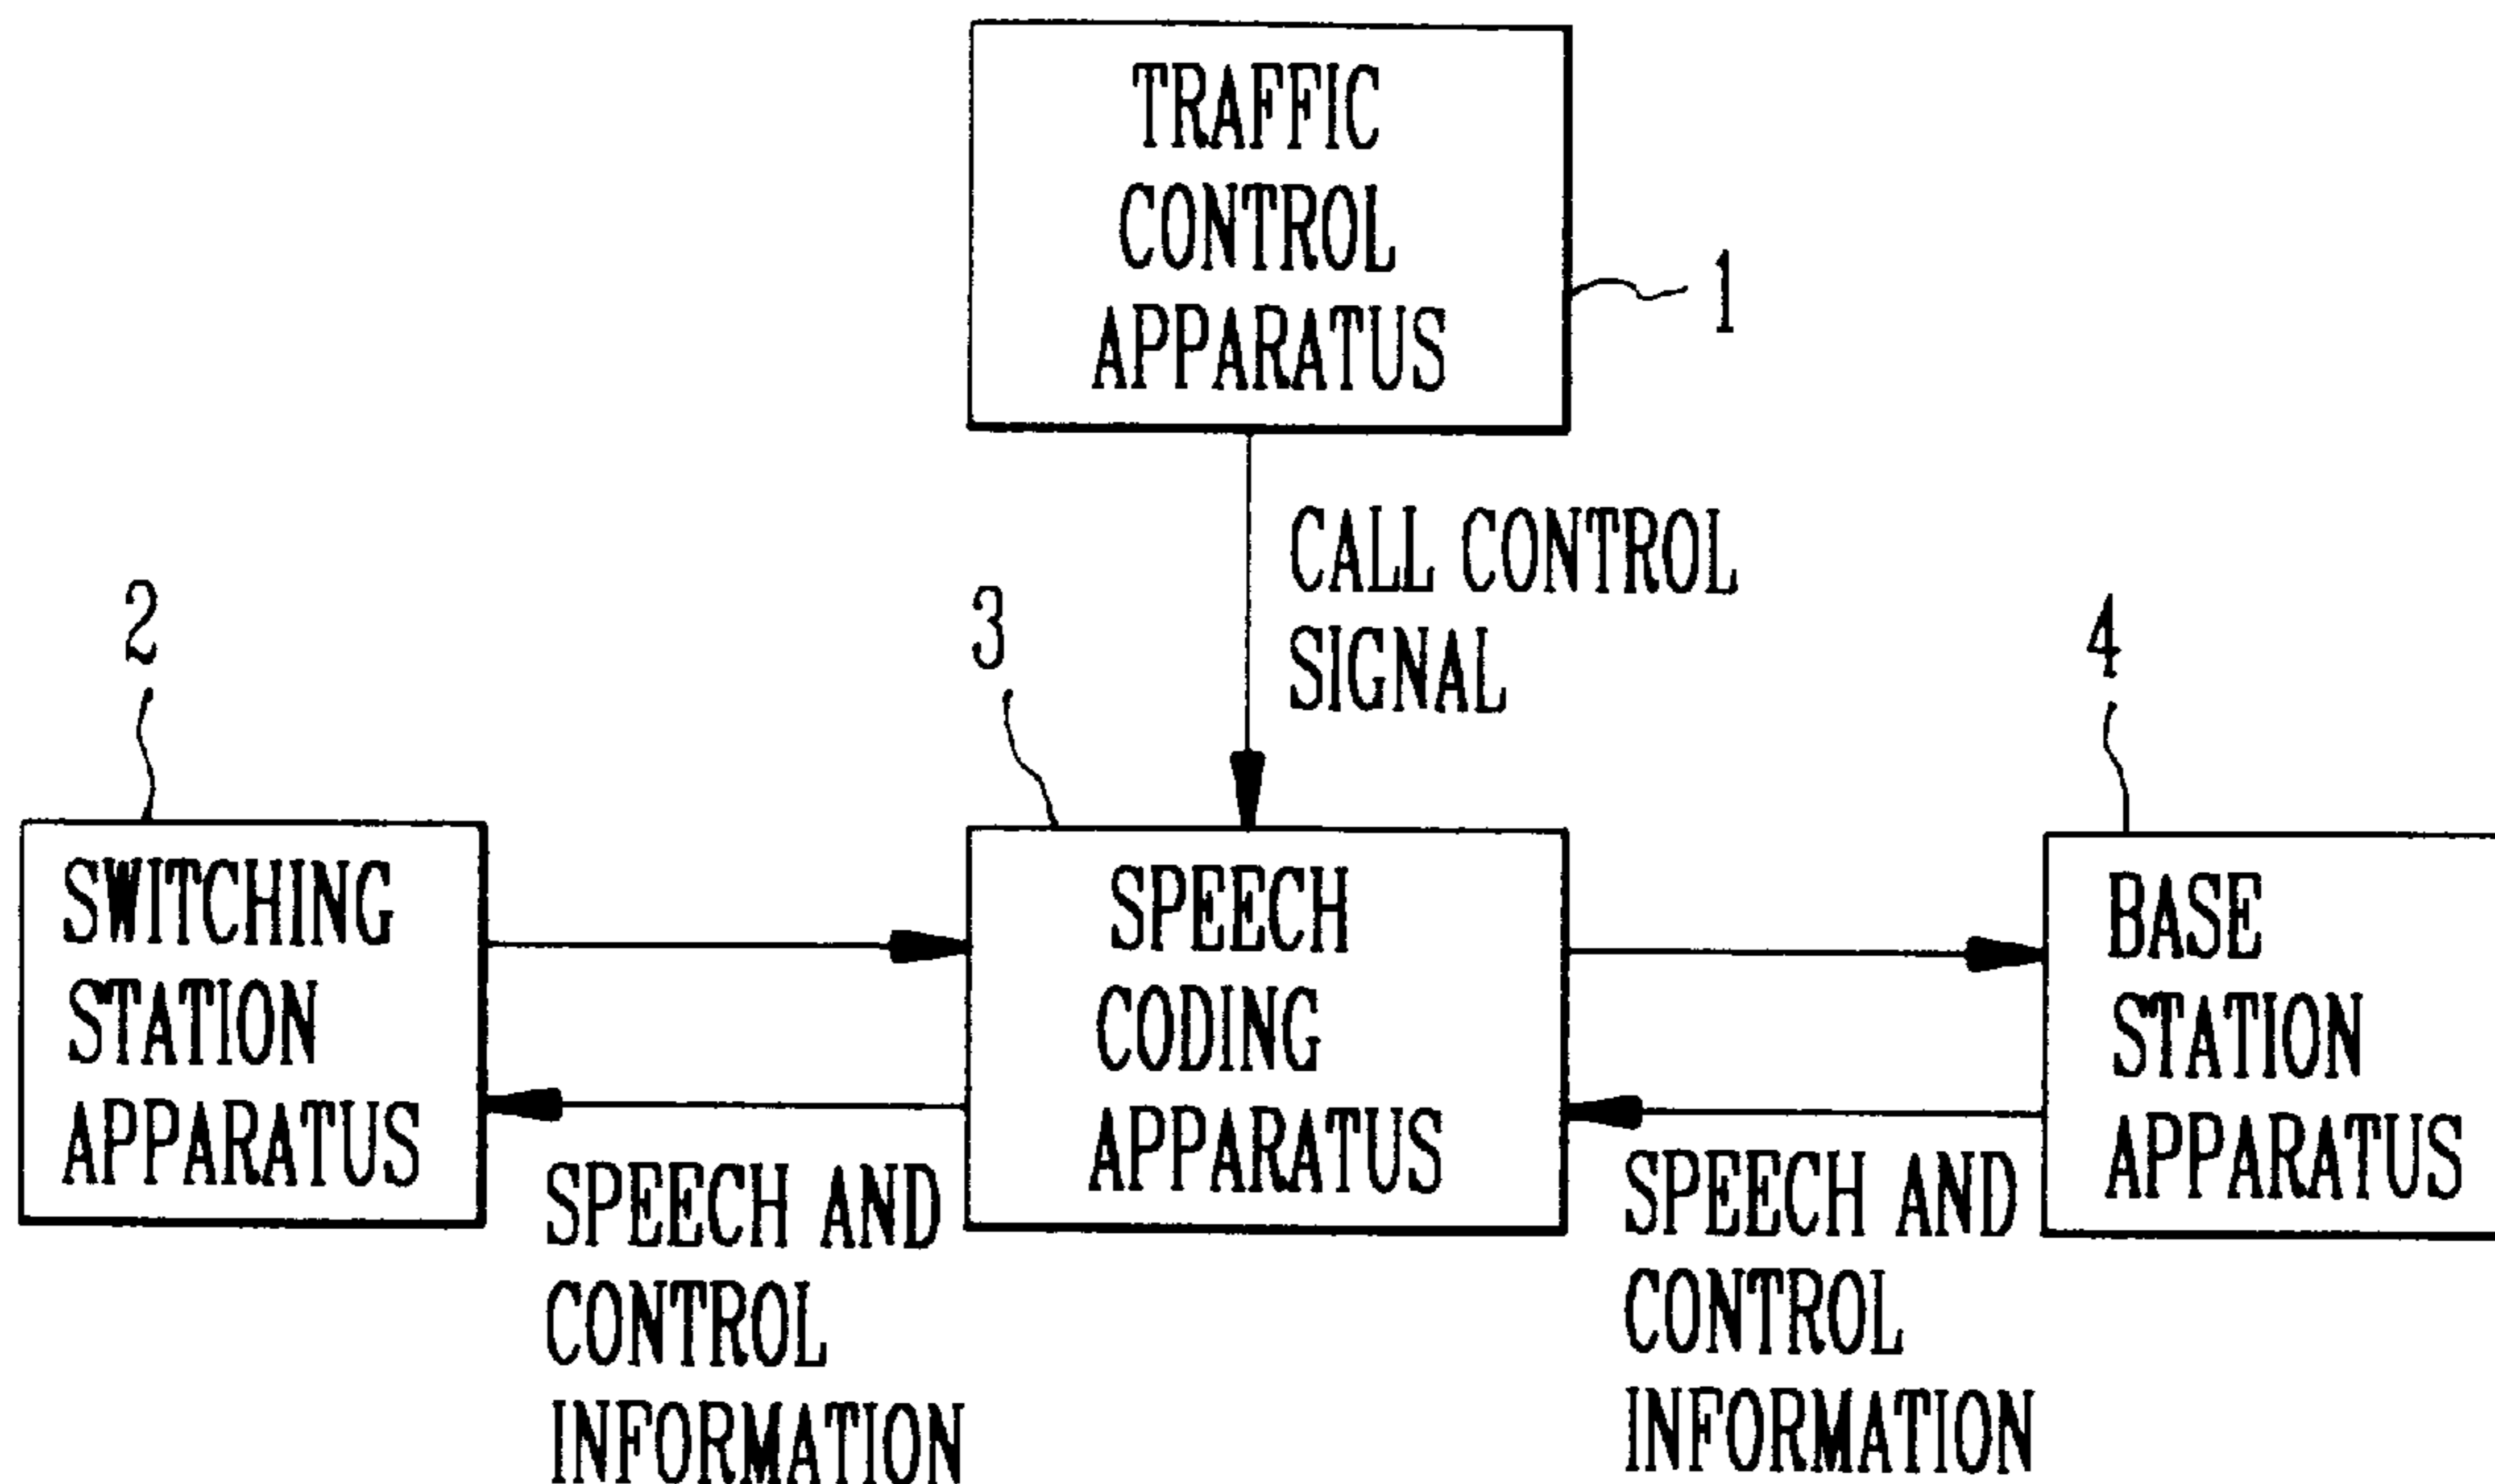 TRAFFIC
CONTROL
APPARATUS
1
CALL CONTROL
SIGNAL
2
3
4
SWITCHING
STATION
APPARATUS
SPEECH
CODING
APPARATUS
BASE
STATION
APPARATUS
SPEECH AND
CONTROL
INFORMATION
SPEECH AND
CONTROL
INFORMATION